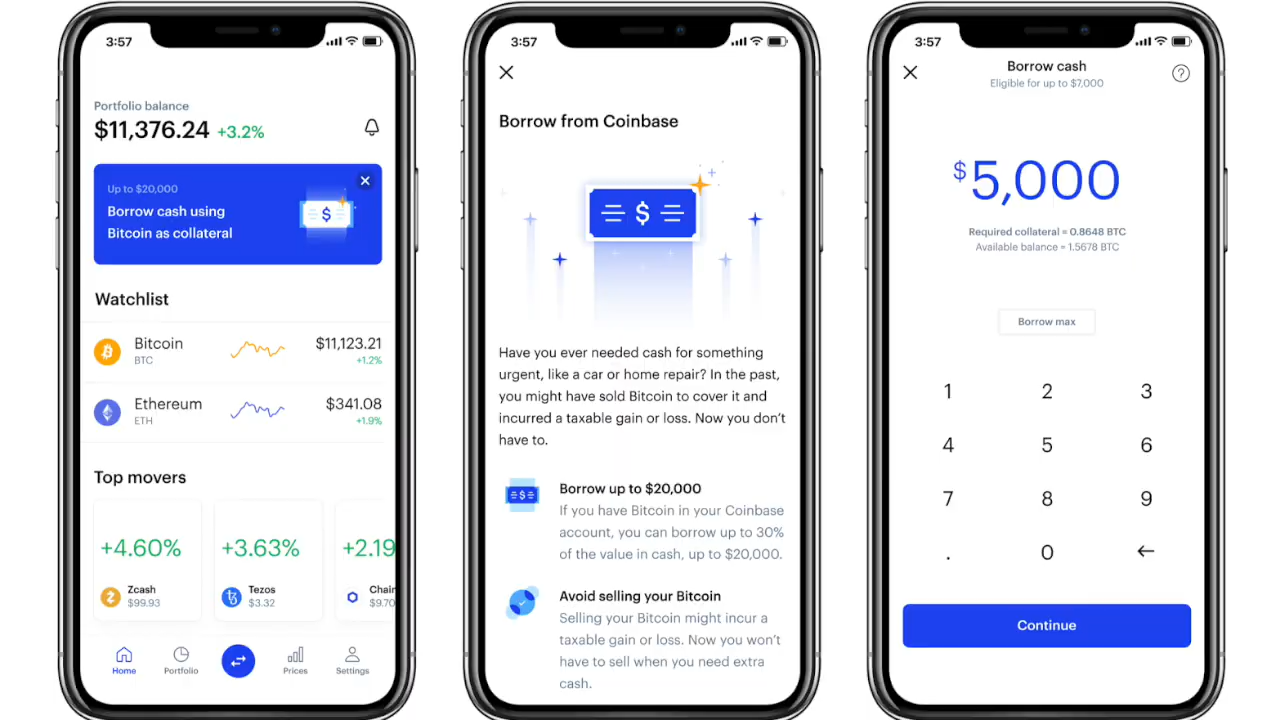 3:57
Portfolio balance
$11,376.24 +3.2%
Up to $20,000
Borrow cash using
Bitcoin as collateral
$
Watchlist
Bitcoin
BTC
$11,123.21
+1.2%
Ethereum
ETH
$341.08
+1.9%
Top movers
+4.60%
Zcash
$99.93
+3.63%
Tezos
$3.32
+2.19
Chain
$9.70
Home
Portfolio
Prices
Settings
3:57
Borrow from Coinbase
$
Have you ever needed cash for something
urgent, like a car or home repair? In the past,
you might have sold Bitcoin to cover it and
incurred a taxable gain or loss. Now you don’t
have to.
$
Borrow up to $20,000
If you have Bitcoin in your Coinbase
account, you can borrow up to 30%
of the value in cash, up to $20,000.
Avoid selling your Bitcoin
Selling your Bitcoin might incur a
taxable gain or loss. Now you won’t
have to sell when you need extra
cash.
3:57
Borrow cash
Eligible for up to $7,000
?
$5,000
Required collateral = 0.8648 BTC
Available balance = 1.5678 BTC
Borrow max
1 2 3
4 5 6
7 8 9
. 0 ←
Continue